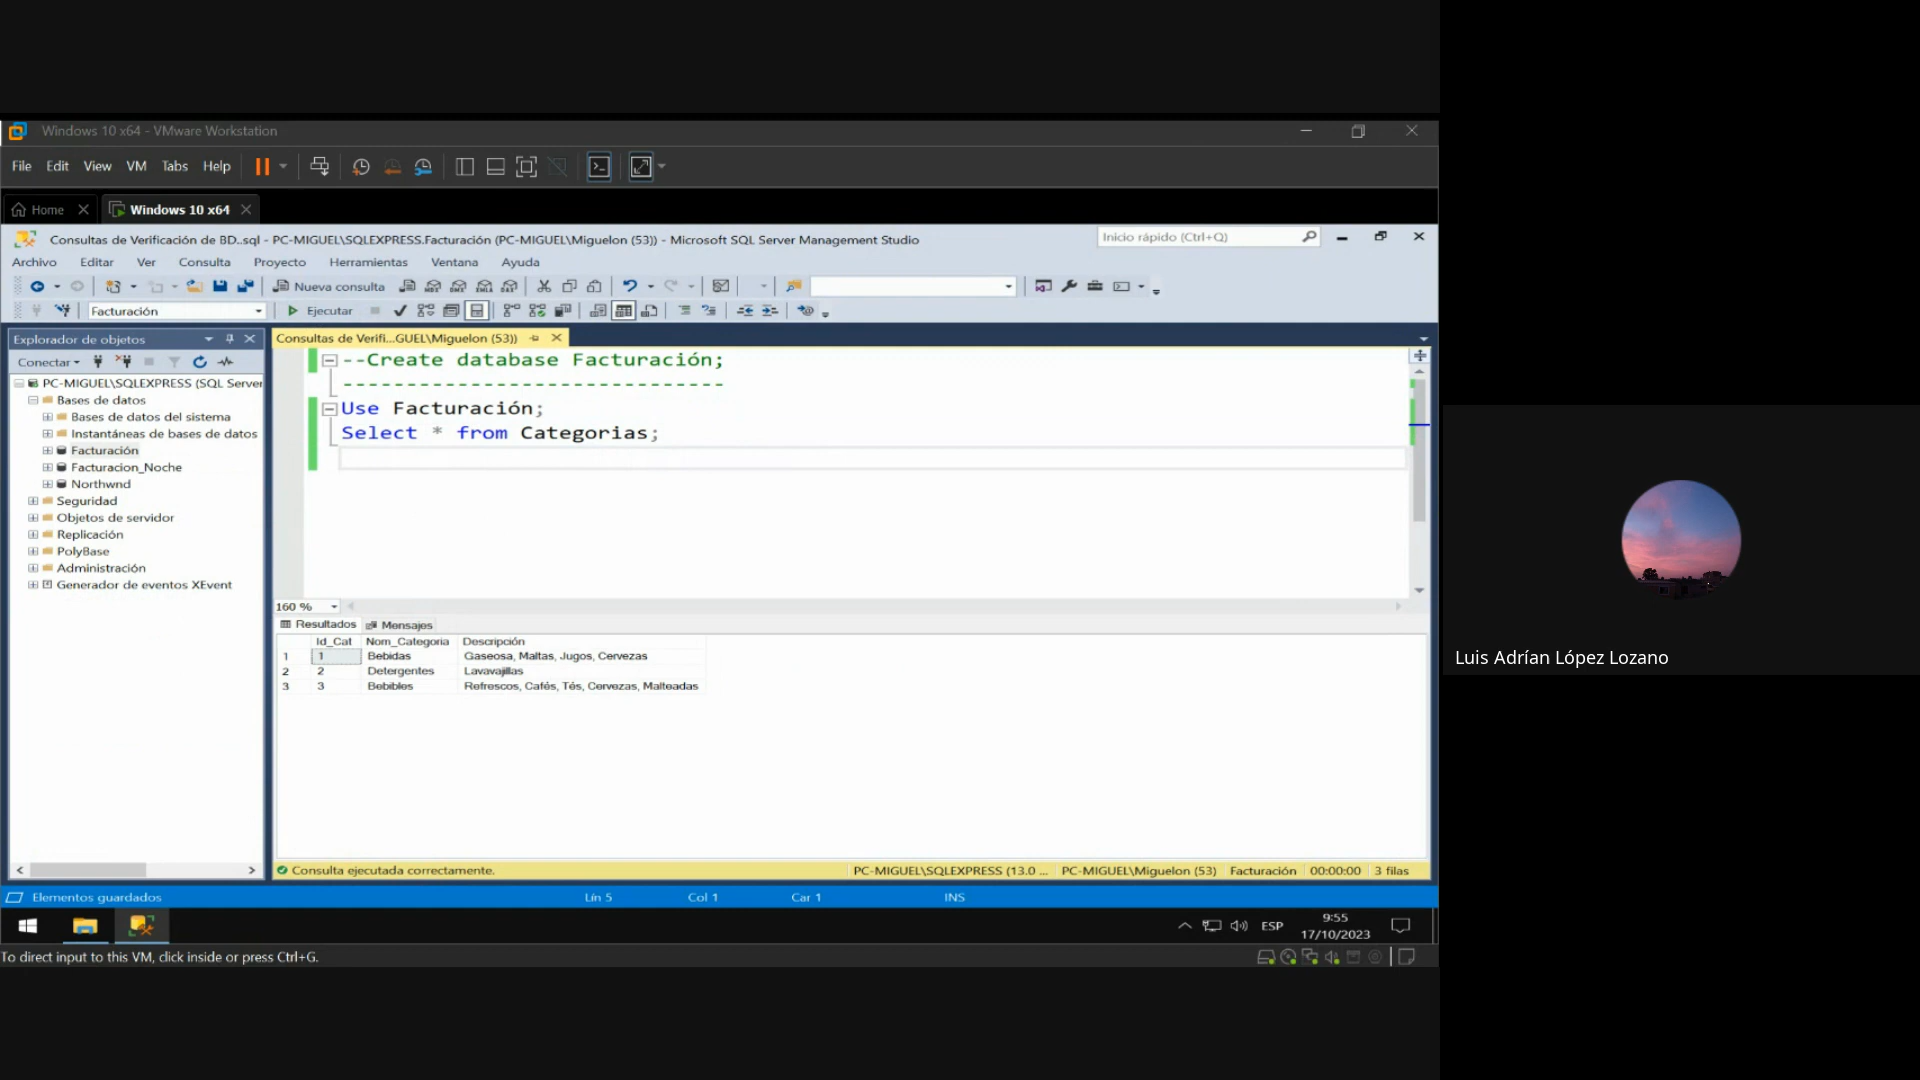 Windows 10 x64 - VMware Workstation
File Edit View VM Tabs Help
Home Windows 10 x64
Consultas de Verificación de BD..sql - PC-MIGUEL\SQLEXPRESS.Facturación (PC-MIGUEL\Miguelon (53)) - Microsoft SQL Server Management Studio
Inicio rápido (Ctrl+Q)
Archivo Editar Ver Consulta Proyecto Herramientas Ventana Ayuda
Nueva consulta
Facturación Ejecutar
Explorador de objetos
Conectar
PC-MIGUEL\SQLEXPRESS (SQL Server
Bases de datos
Bases de datos del sistema
Instantáneas de bases de datos
Facturación
Facturacion_Noche
Northwnd
Seguridad
Objetos de servidor
Replicación
PolyBase
Administración
Generador de eventos XEvent
Consultas de Verifi...GUEL\Miguelon (53))
--Create database Facturación;
------------------------------
Use Facturación;
Select * from Categorias;
160 %
Resultados Mensajes
Id_Cat Nom_Categoria Descripción
1 1 Bebidas Gaseosa, Maltas, Jugos, Cervezas
2 2 Detergentes Lavavajillas
3 3 Bebibles Refrescos, Cafés, Tés, Cervezas, Malteadas
Consulta ejecutada correctamente. PC-MIGUEL\SQLEXPRESS (13.0 ... PC-MIGUEL\Miguelon (53) Facturación 00:00:00 3 filas
Elementos guardados Lín 5 Col 1 Car 1 INS
ESP 9:55
17/10/2023
To direct input to this VM, click inside or press Ctrl+G.
Luis Adrían López Lozano